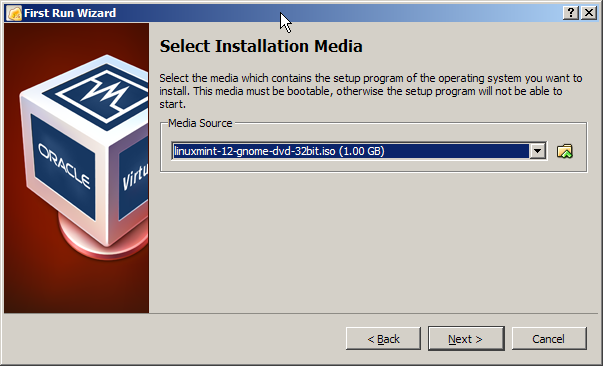 First Run Wizard
Select Installation Media
Select the media which contains the setup program of the operating system you want to
install. This media must be bootable, otherwise the setup program will not be able to
start.
Media Source
linuxmint-12-gnome-dvd-32bit.iso (1.00 GB)
ORACLE
Virtu
< Back
Next >
Cancel